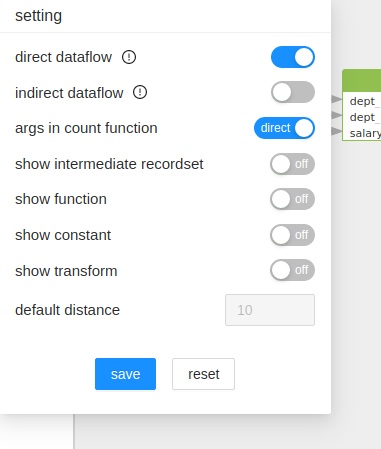 setting
direct dataflow
indirect dataflow
args in count function direct
show intermediate recordset off
show function off
show constant off
show transform off
default distance 10
save reset
dept_
dept_
salary